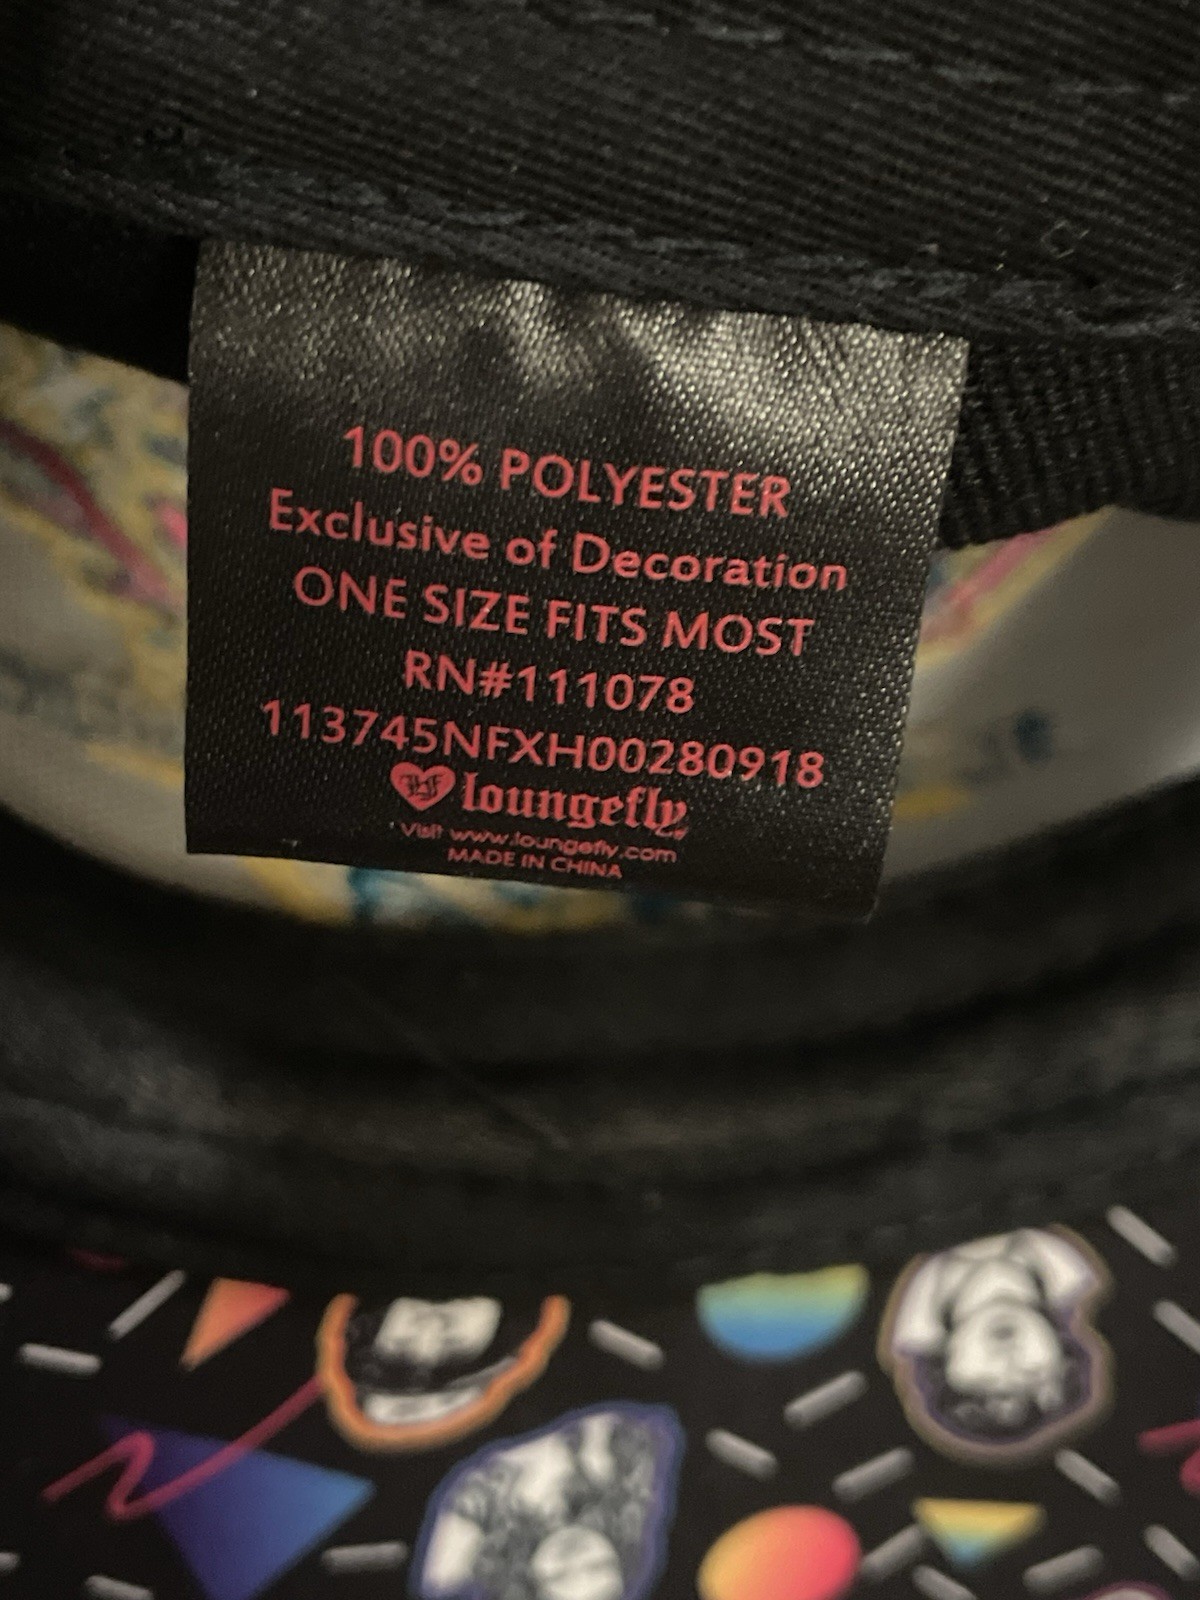 100% POLYESTER
Exclusive of Decoration
ONE SIZE FITS MOST
RN#111078
113745NFXH00280918
LF loungefly
Visit www.loungefly.com
MADE IN CHINA